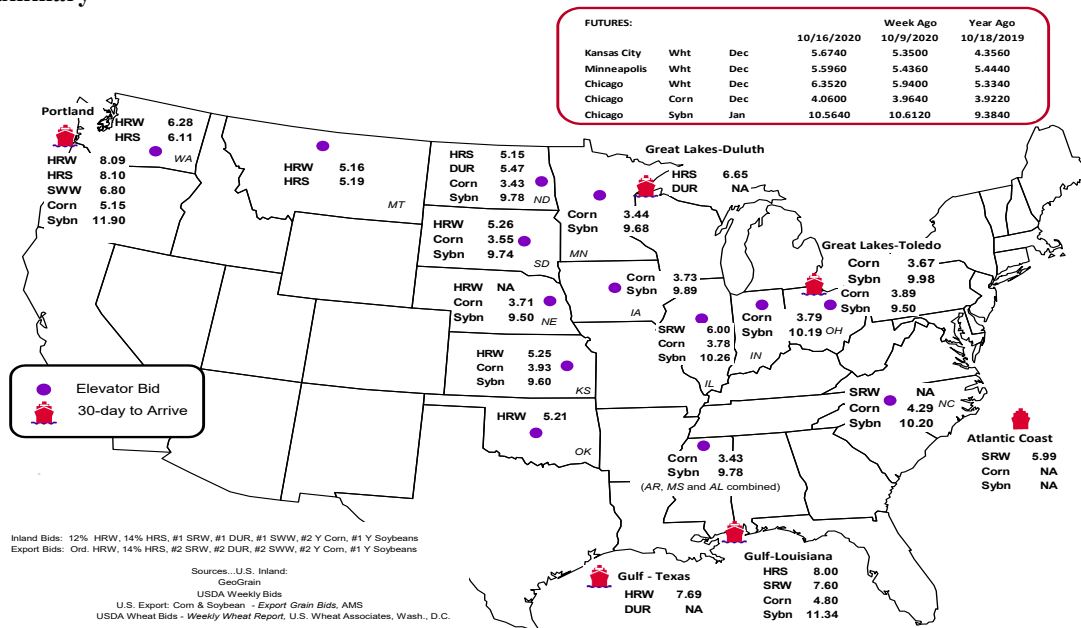 FUTURES: Week Ago Year Ago
10/16/2020 10/9/2020 10/18/2019
Kansas City Wht Dec 5.6740 5.3500 4.3560
Minneapolis Wht Dec 5.5960 5.4360 5.4440
Chicago Wht Dec 6.3520 5.9400 5.3340
Chicago Corn Dec 4.0600 3.9640 3.9220
Chicago Sybn Jan 10.5640 10.6120 9.3840
Portland
HRW 8.09
HRS 8.10
SWW 6.80
Corn 5.15
Sybn 11.90
HRW 6.28
HRS 6.11
WA
HRW 5.16
HRS 5.19
MT
HRS 5.15
DUR 5.47
Corn 3.43
Sybn 9.78
ND
HRW 5.26
Corn 3.55
Sybn 9.74
SD
HRW NA
Corn 3.71
Sybn 9.50
NE
HRW 5.25
Corn 3.93
Sybn 9.60
KS
HRW 5.21
OK
Great Lakes-Duluth
HRS 6.65
DUR NA
Corn 3.44
Sybn 9.68
MN
Corn 3.73
Sybn 9.89
IA
SRW 6.00
Corn 3.78
Sybn 10.26
IL
Corn 3.79
Sybn 10.19
IN
Great Lakes-Toledo
Corn 3.67
Sybn 9.98
Corn 3.89
Sybn 9.50
OH
SRW NA
Corn 4.29
Sybn 10.20
NC
Atlantic Coast
SRW 5.99
Corn NA
Sybn NA
Corn 3.43
Sybn 9.78
(AR, MS and AL combined)
Gulf-Louisiana
HRS 8.00
SRW 7.60
Corn 4.80
Sybn 11.34
Gulf - Texas
HRW 7.69
DUR NA
Elevator Bid
30-day to Arrive
Inland Bids: 12% HRW, 14% HRS, #1 SRW, #1 DUR, #1 SWW, #2 Y Corn, #1 Y Soybeans
Export Bids: Ord. HRW, 14% HRS, #2 SRW, #2 DUR, #2 SWW, #2 Y Corn, #1 Y Soybeans
Sources...U.S. Inland:
GeoGrain
USDA Weekly Bids
U.S. Export: Corn & Soybean - Export Grain Bids, AMS
USDA Wheat Bids - Weekly Wheat Report, U.S. Wheat Associates, Wash., D.C.